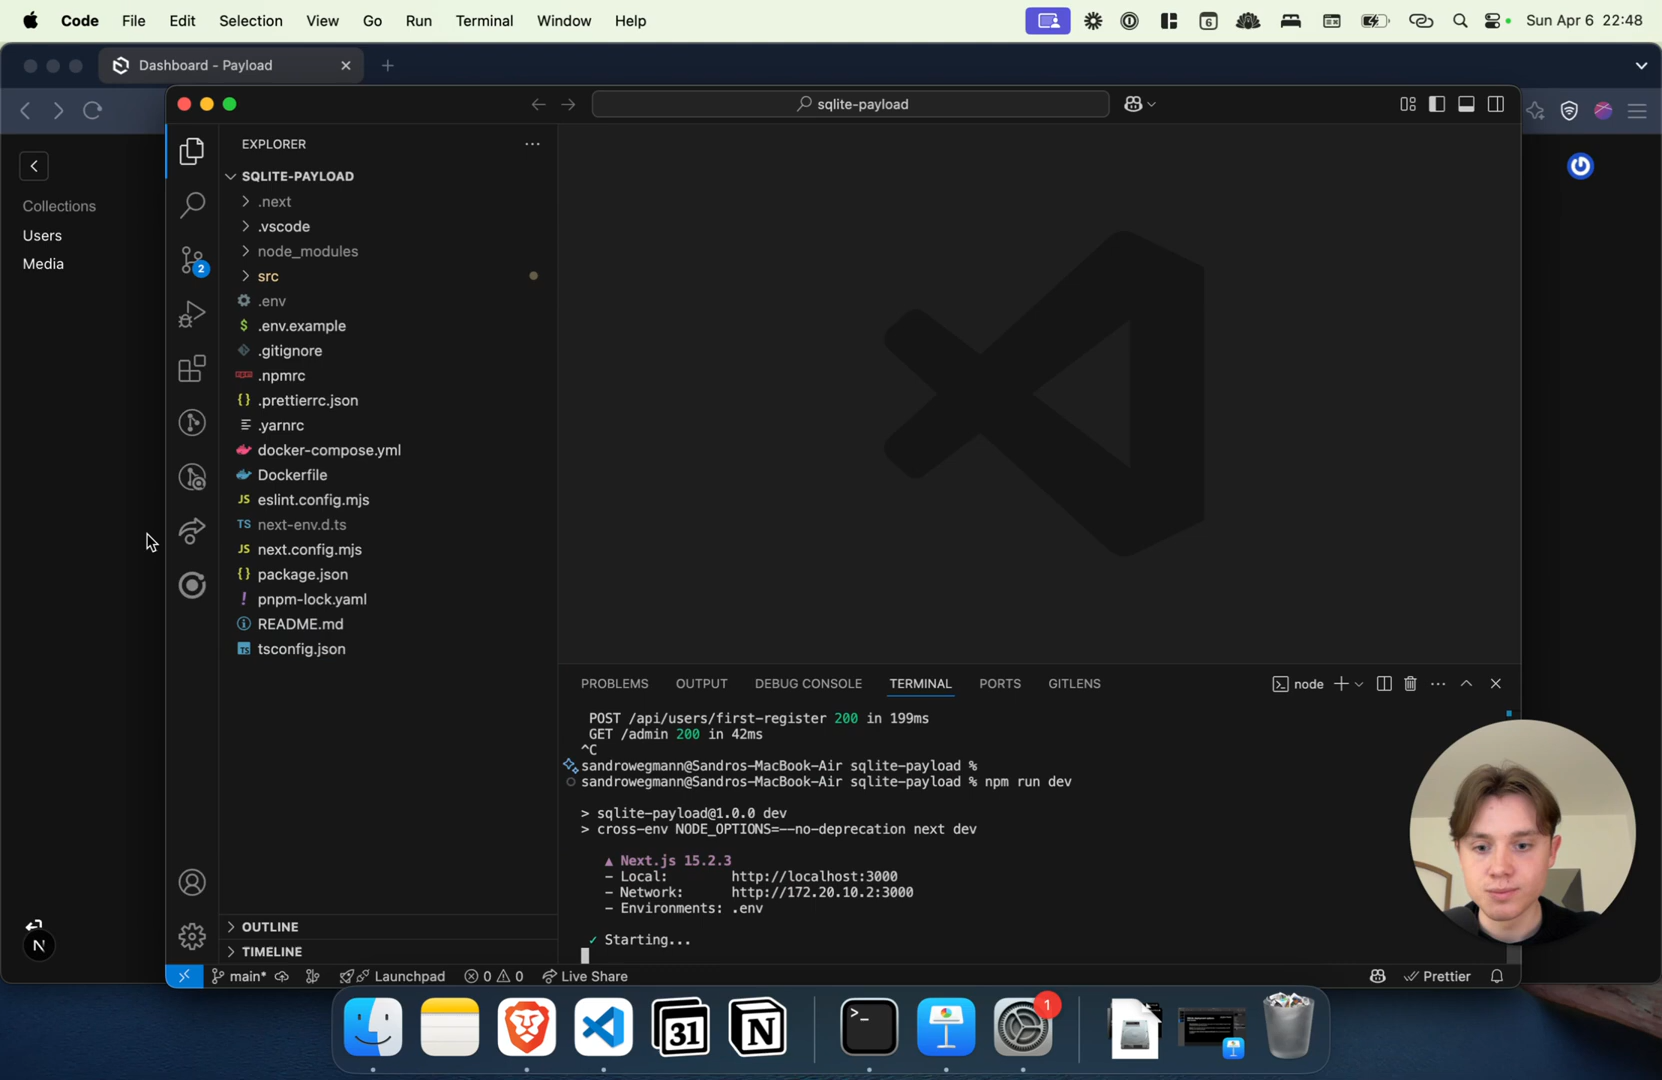 Code File Edit Selection View Go Run Terminal Window Help
6
Sun Apr 6 22:48
Dashboard - Payload
sqlite-payload
Collections
Users
Media
EXPLORER
SQLITE-PAYLOAD
.next
.vscode
node_modules
src
.env
.env.example
.gitignore
.npmrc
.prettierrc.json
.yarnrc
docker-compose.yml
Dockerfile
JS eslint.config.mjs
TS next-env.d.ts
JS next.config.mjs
{} package.json
! pnpm-lock.yaml
README.md
tsconfig.json
2
OUTLINE
TIMELINE
PROBLEMS OUTPUT DEBUG CONSOLE TERMINAL PORTS GITLENS
node
POST /api/users/first-register 200 in 199ms
GET /admin 200 in 42ms
^C
sandrowegmann@Sandros-MacBook-Air sqlite-payload %
sandrowegmann@Sandros-MacBook-Air sqlite-payload % npm run dev
> sqlite-payload@1.0.0 dev
> cross-env NODE_OPTIONS=--no-deprecation next dev
▲ Next.js 15.2.3
- Local: http://localhost:3000
- Network: http://172.20.10.2:3000
- Environments: .env
✓ Starting...
N
main* Launchpad 0 0 Live Share
Prettier
31
N
>_
1